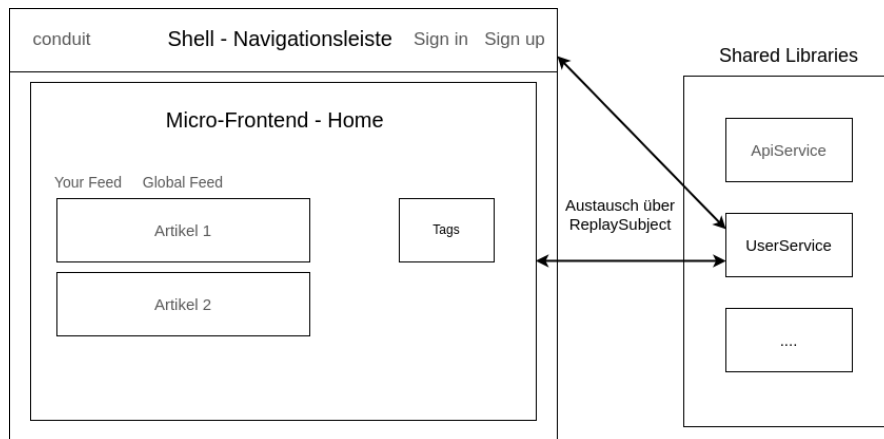 conduit
Shell - Navigationsleiste
Sign in
Sign up
Micro-Frontend - Home
Your Feed
Global Feed
Artikel 1
Tags
Artikel 2
Austausch über
ReplaySubject
Shared Libraries
ApiService
UserService
....